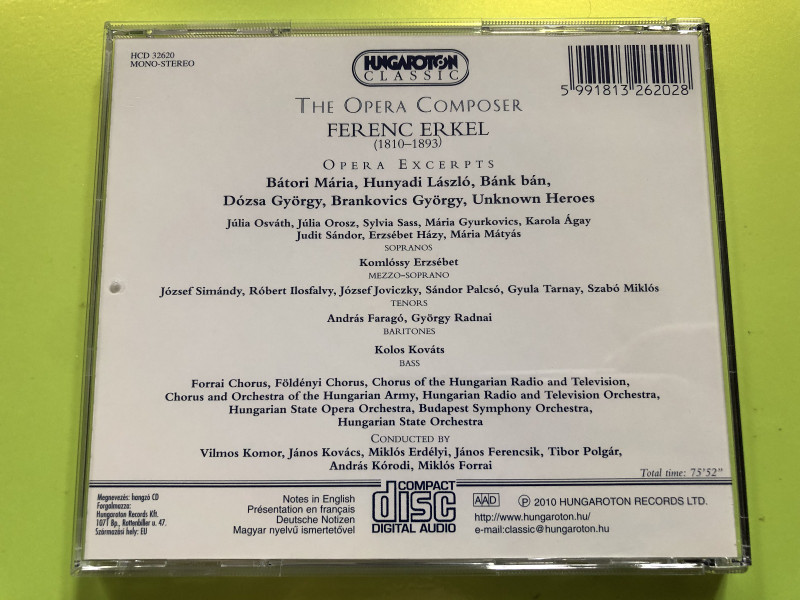 HCD 32620
MONO-STEREO
HUNGAROTON
CLASSIC
5 991813 262028
THE OPERA COMPOSER
FERENC ERKEL
(1810–1893)
OPERA EXCERPTS
Bátori Mária, Hunyadi László, Bánk bán,
Dózsa György, Brankovics György, Unknown Heroes
Júlia Osváth, Júlia Orosz, Sylvia Sass, Mária Gyurkovics, Karola Ágay
Judit Sándor, Erzsébet Házy, Mária Mátyás
SOPRANOS
Komlóssy Erzsébet
MEZZO-SOPRANO
József Simándy, Róbert Ilosfalvy, József Joviczky, Sándor Palcsó, Gyula Tarnay, Szabó Miklós
TENORS
András Faragó, György Radnai
BARITONES
Kolos Kováts
BASS
Forrai Chorus, Földényi Chorus, Chorus of the Hungarian Radio and Television,
Chorus and Orchestra of the Hungarian Army, Hungarian Radio and Television Orchestra,
Hungarian State Opera Orchestra, Budapest Symphony Orchestra,
Hungarian State Orchestra
CONDUCTED BY
Vilmos Komor, János Kovács, Miklós Erdélyi, János Ferencsik, Tibor Polgár,
András Kórodi, Miklós Forrai
Total time: 75'52"
Megnevezés: hangzó CD
Forgalmazza:
Hungaroton Records Kft.
1071 Bp., Rottenbiller u. 47.
Származási hely: EU
Notes in English
Présentation en français
Deutsche Notizen
Magyar nyelvű ismertetővel
COMPACT
disc
DIGITAL AUDIO
AAD ℗ 2010 HUNGAROTON RECORDS LTD.
http://www.hungaroton.hu/
e-mail:classic@hungaroton.hu